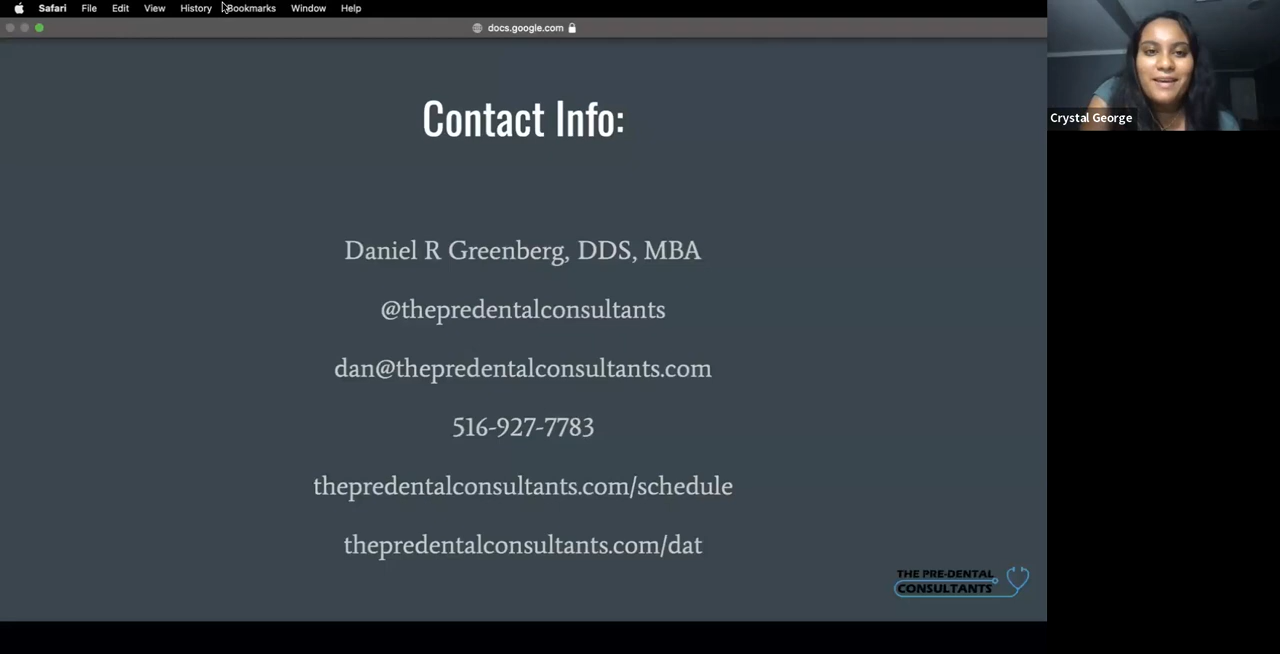 Safari File Edit View History Bookmarks Window Help
docs.google.com
Contact Info:
Crystal George
Daniel R Greenberg, DDS, MBA
@thepredentalconsultants
dan@thepredentalconsultants.com
516-927-7783
thepredentalconsultants.com/schedule
thepredentalconsultants.com/dat
THE PRE-DENTAL
CONSULTANTS